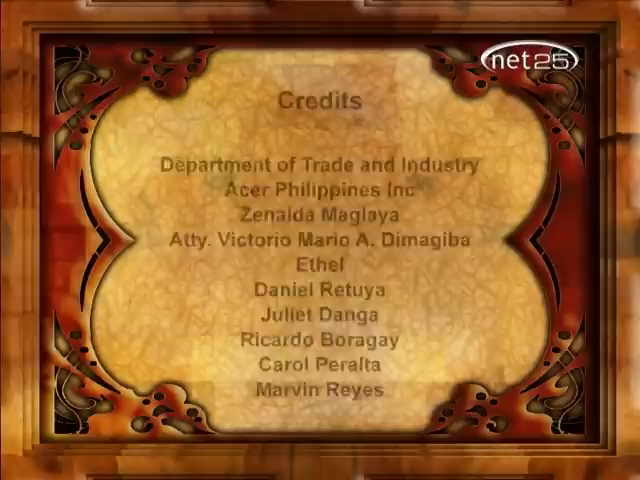 net25
Credits
Department of Trade and Industry
Acer Philippines Inc
Zenaida Maglaya
Atty. Victorio Mario A. Dimagiba
Ethel
Daniel Retuya
Juliet Danga
Ricardo Boragay
Carol Peralta
Marvin Reyes